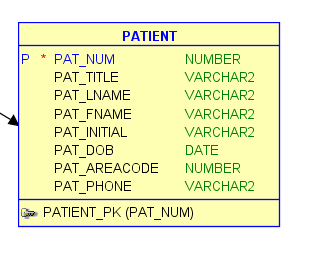 PATIENT
P * PAT_NUM NUMBER
PAT_TITLE VARCHAR2
PAT_LNAME VARCHAR2
PAT_FNAME VARCHAR2
PAT_INITIAL VARCHAR2
PAT_DOB DATE
PAT_AREACODE NUMBER
PAT_PHONE VARCHAR2
PATIENT_PK (PAT_NUM)